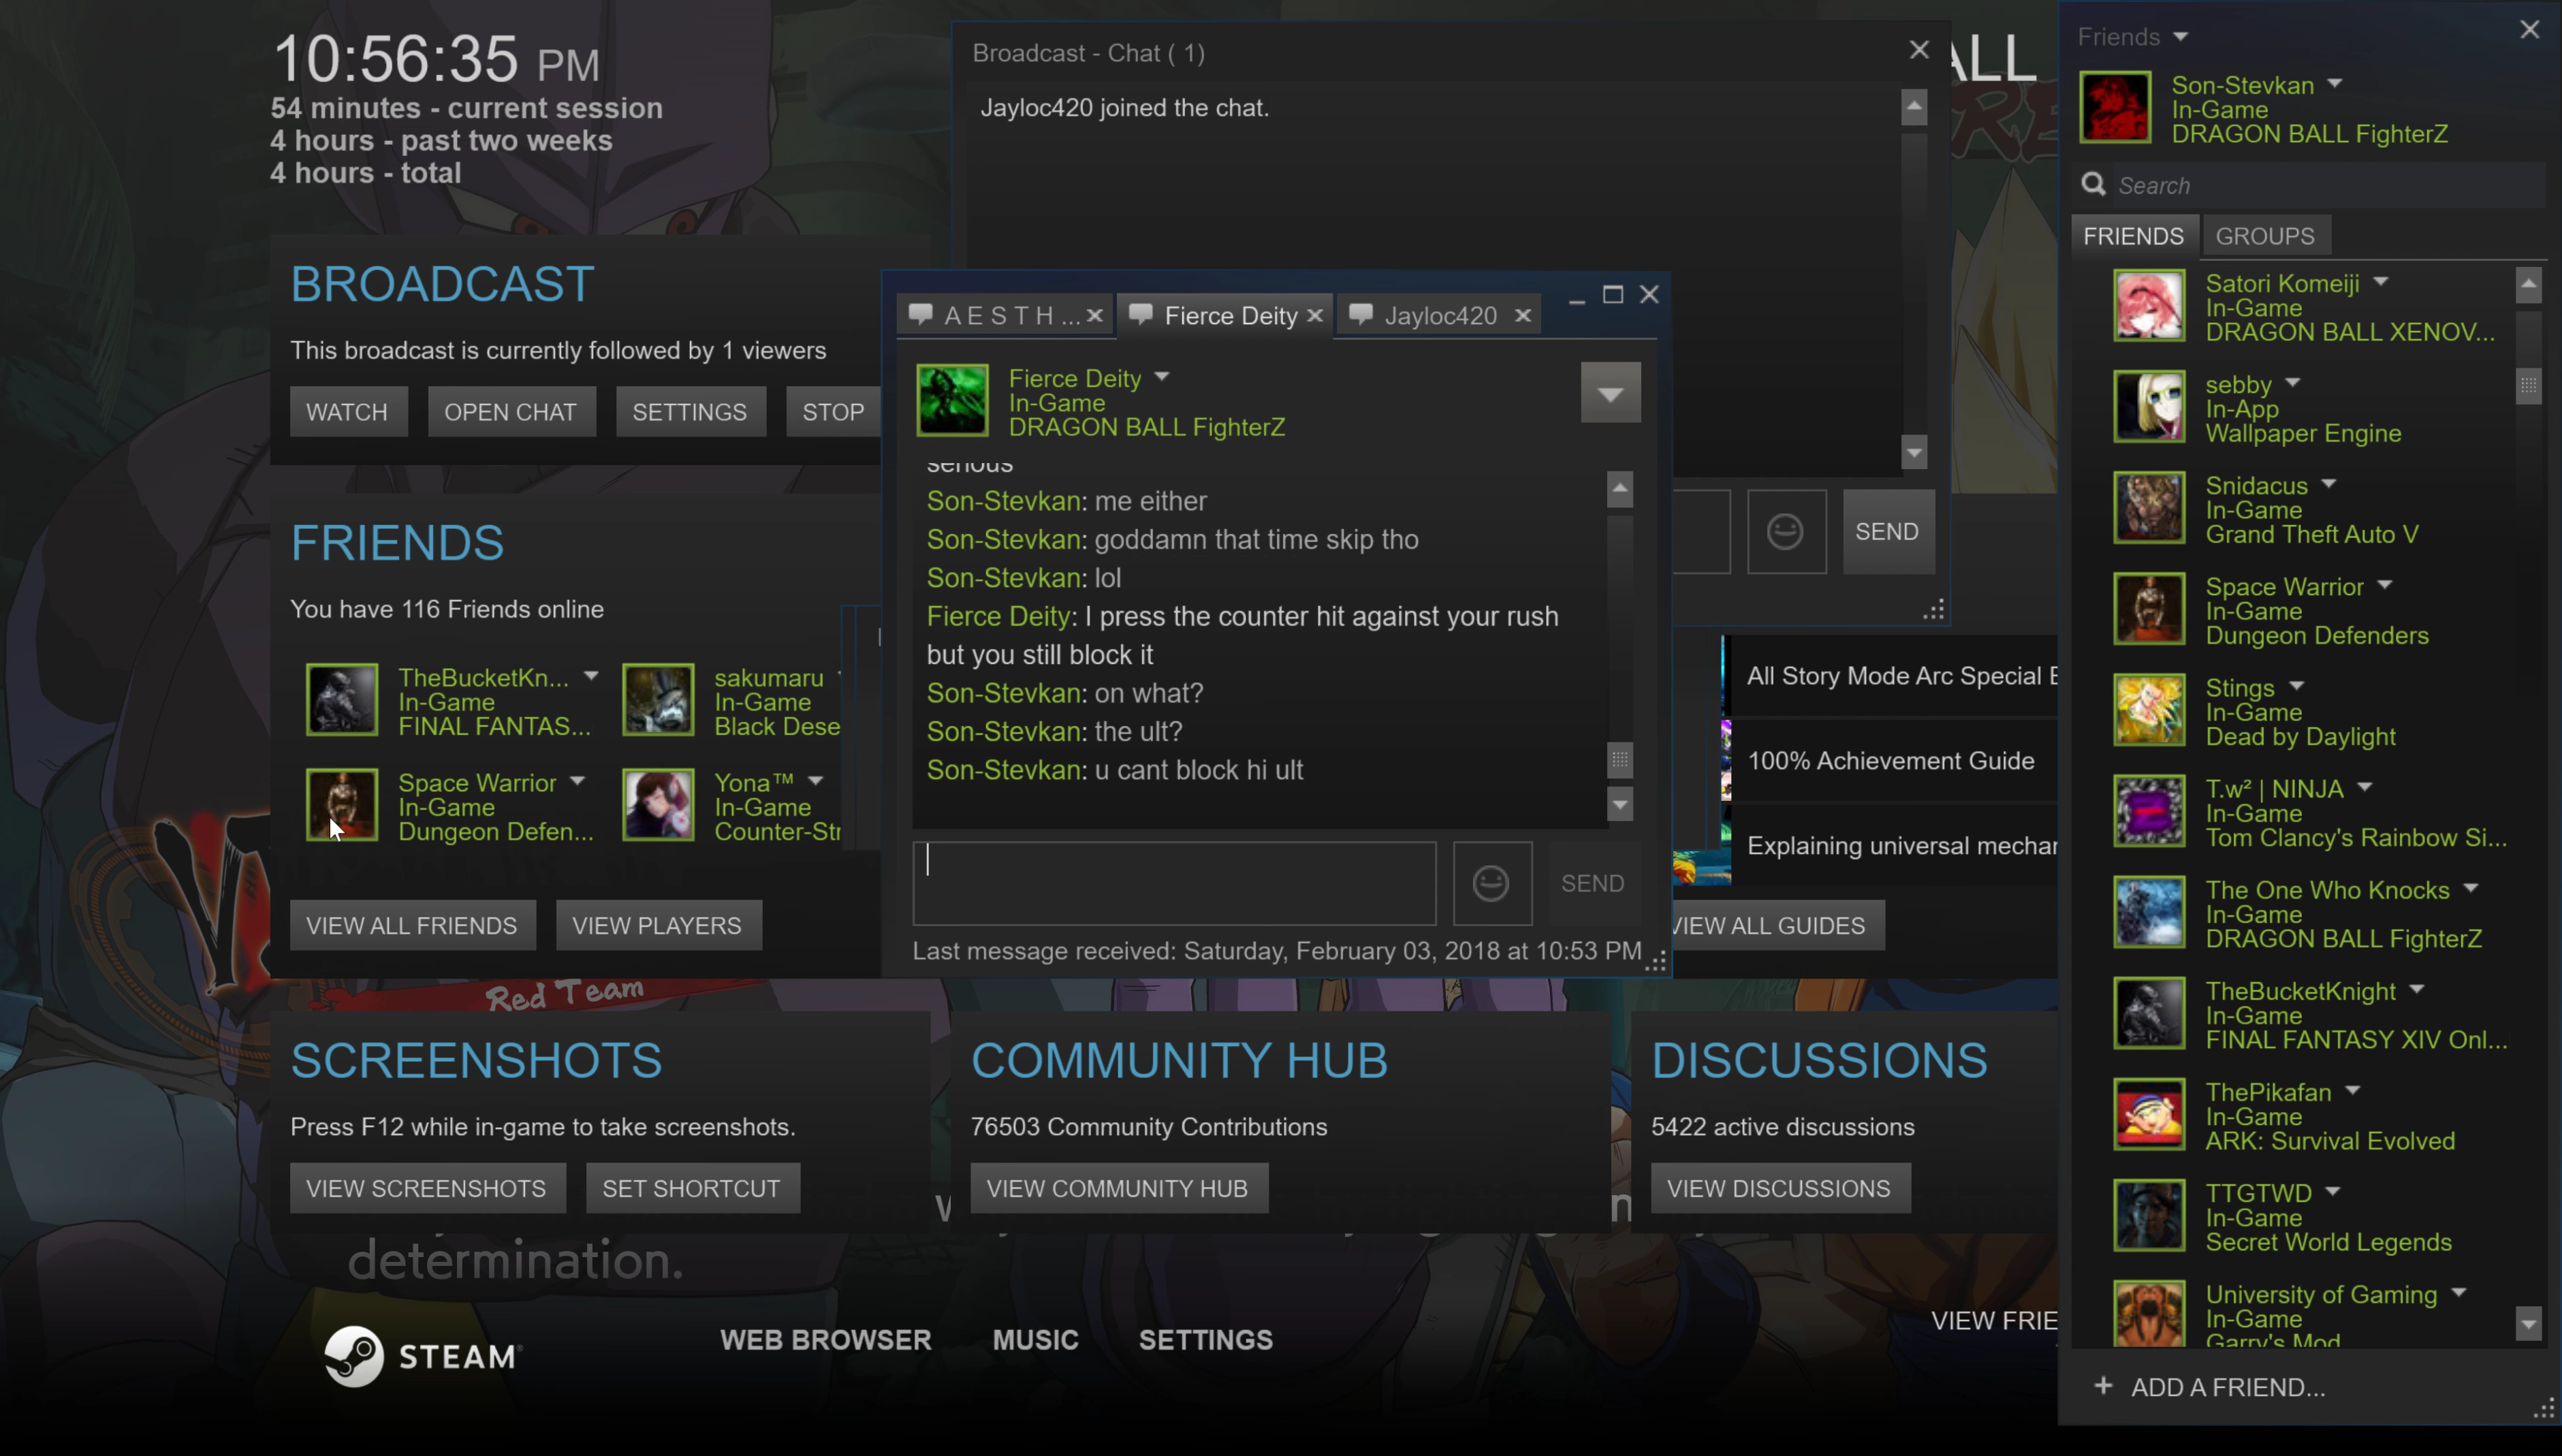 10:56:35 PM
54 minutes - current session
4 hours - past two weeks
4 hours - total
BROADCAST
This broadcast is currently followed by 1 viewers
WATCH
OPEN CHAT
SETTINGS
STOP
FRIENDS
You have 116 Friends online
TheBucketKn...
In-Game
FINAL FANTAS...
sakumaru
In-Game
Black Dese
Space Warrior
In-Game
Dungeon Defen...
Yona™
In-Game
Counter-Str
VIEW ALL FRIENDS
VIEW PLAYERS
Broadcast - Chat ( 1)
Jayloc420 joined the chat.
SEND
ALL
A E S T H ...
Fierce Deity
Jayloc420
Fierce Deity
In-Game
DRAGON BALL FighterZ
serious
Son-Stevkan: me either
Son-Stevkan: goddamn that time skip tho
Son-Stevkan: lol
Fierce Deity: I press the counter hit against your rush
but you still block it
Son-Stevkan: on what?
Son-Stevkan: the ult?
Son-Stevkan: u cant block hi ult
SEND
Last message received: Saturday, February 03, 2018 at 10:53 PM
All Story Mode Arc Special E
100% Achievement Guide
Explaining universal mechan
VIEW ALL GUIDES
Red Team
SCREENSHOTS
Press F12 while in-game to take screenshots.
VIEW SCREENSHOTS
SET SHORTCUT
COMMUNITY HUB
76503 Community Contributions
VIEW COMMUNITY HUB
DISCUSSIONS
5422 active discussions
VIEW DISCUSSIONS
determination.
STEAM
WEB BROWSER
MUSIC
SETTINGS
VIEW FRIE
Friends
Son-Stevkan
In-Game
DRAGON BALL FighterZ
Search
FRIENDS
GROUPS
Satori Komeiji
In-Game
DRAGON BALL XENOV...
sebby
In-App
Wallpaper Engine
Snidacus
In-Game
Grand Theft Auto V
Space Warrior
In-Game
Dungeon Defenders
Stings
In-Game
Dead by Daylight
T.w² | NINJA
In-Game
Tom Clancy's Rainbow Si...
The One Who Knocks
In-Game
DRAGON BALL FighterZ
TheBucketKnight
In-Game
FINAL FANTASY XIV Onl...
ThePikafan
In-Game
ARK: Survival Evolved
TTGTWD
In-Game
Secret World Legends
University of Gaming
In-Game
Garry's Mod
+ ADD A FRIEND...